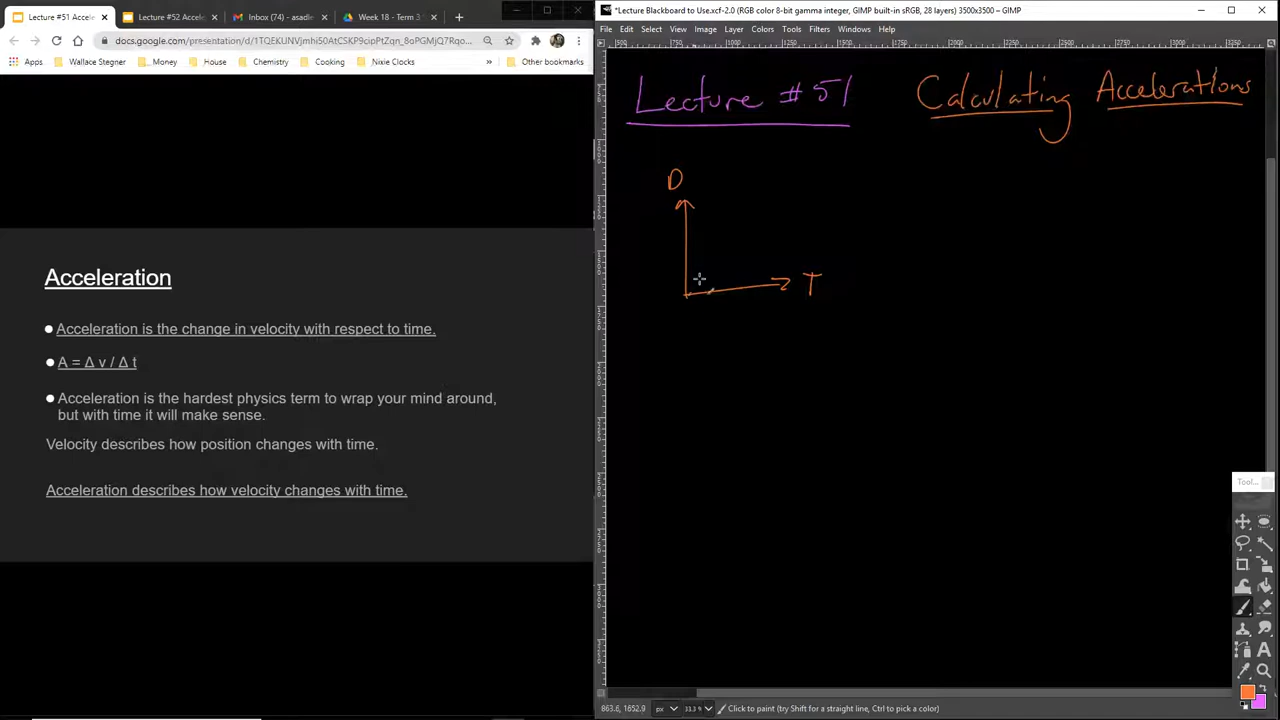 Lecture #51 Accele
Lecture #52 Accele
Inbox (74) - asadle
Week 18 - Term 3
docs.google.com/presentation/d/1TQEKUNVjmhi50AtCSKP9cipPtZqn_8oPGMjQ7Rqo...
Apps
Wallace Stegner
...Money
House
Chemistry
Cooking
Nixie Clocks
»
Other bookmarks
Acceleration
Acceleration is the change in velocity with respect to time.
A = Δ v / Δ t
Acceleration is the hardest physics term to wrap your mind around,
but with time it will make sense.
Velocity describes how position changes with time.
Acceleration describes how velocity changes with time.
*Lecture Blackboard to Use.xcf-2.0 (RGB color 8-bit gamma integer, GIMP built-in sRGB, 28 layers) 3500x3500 – GIMP
File Edit Select View Image Layer Colors Tools Filters Windows Help
Lecture #51 Calculating Accelerations
D
T
Tool...
863.6, 1652.9 px 33.3 % Click to paint (try Shift for a straight line, Ctrl to pick a color)